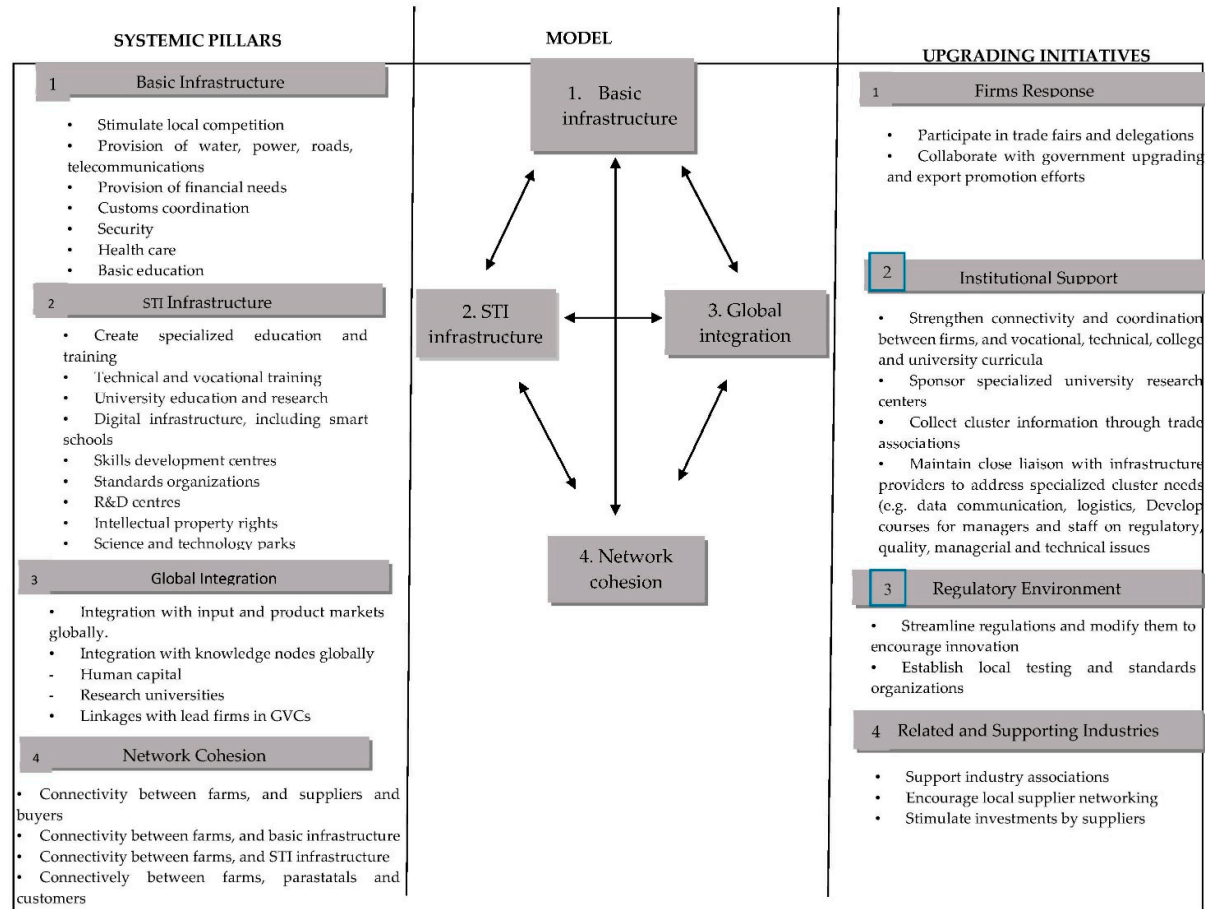 SYSTEMIC PILLARS
1 Basic Infrastructure
• Stimulate local competition
• Provision of water, power, roads,
telecommunications
• Provision of financial needs
• Customs coordination
• Security
• Health care
• Basic education
2 STI Infrastructure
• Create specialized education and
training
• Technical and vocational training
• University education and research
• Digital infrastructure, including smart
schools
• Skills development centres
• Standards organizations
• R&D centres
• Intellectual property rights
• Science and technology parks
3 Global Integration
• Integration with input and product markets
globally.
• Integration with knowledge nodes globally
- Human capital
- Research universities
• Linkages with lead firms in GVCs
4 Network Cohesion
• Connectivity between farms, and suppliers and
buyers
• Connectivity between farms, and basic infrastructure
• Connectivity between farms, and STI infrastructure
• Connectively between farms, parastatals and
customers
MODEL
1. Basic
infrastructure
2. STI
infrastructure
3. Global
integration
4. Network
cohesion
UPGRADING INITIATIVES
1 Firms Response
• Participate in trade fairs and delegations
• Collaborate with government upgrading
and export promotion efforts
2 Institutional Support
• Strengthen connectivity and coordination
between firms, and vocational, technical, college
and university curricula
• Sponsor specialized university research
centers
• Collect cluster information through trade
associations
• Maintain close liaison with infrastructure
providers to address specialized cluster needs
(e.g. data communication, logistics, Develop
courses for managers and staff on regulatory,
quality, managerial and technical issues
3 Regulatory Environment
• Streamline regulations and modify them to
encourage innovation
• Establish local testing and standards
organizations
4 Related and Supporting Industries
• Support industry associations
• Encourage local supplier networking
• Stimulate investments by suppliers